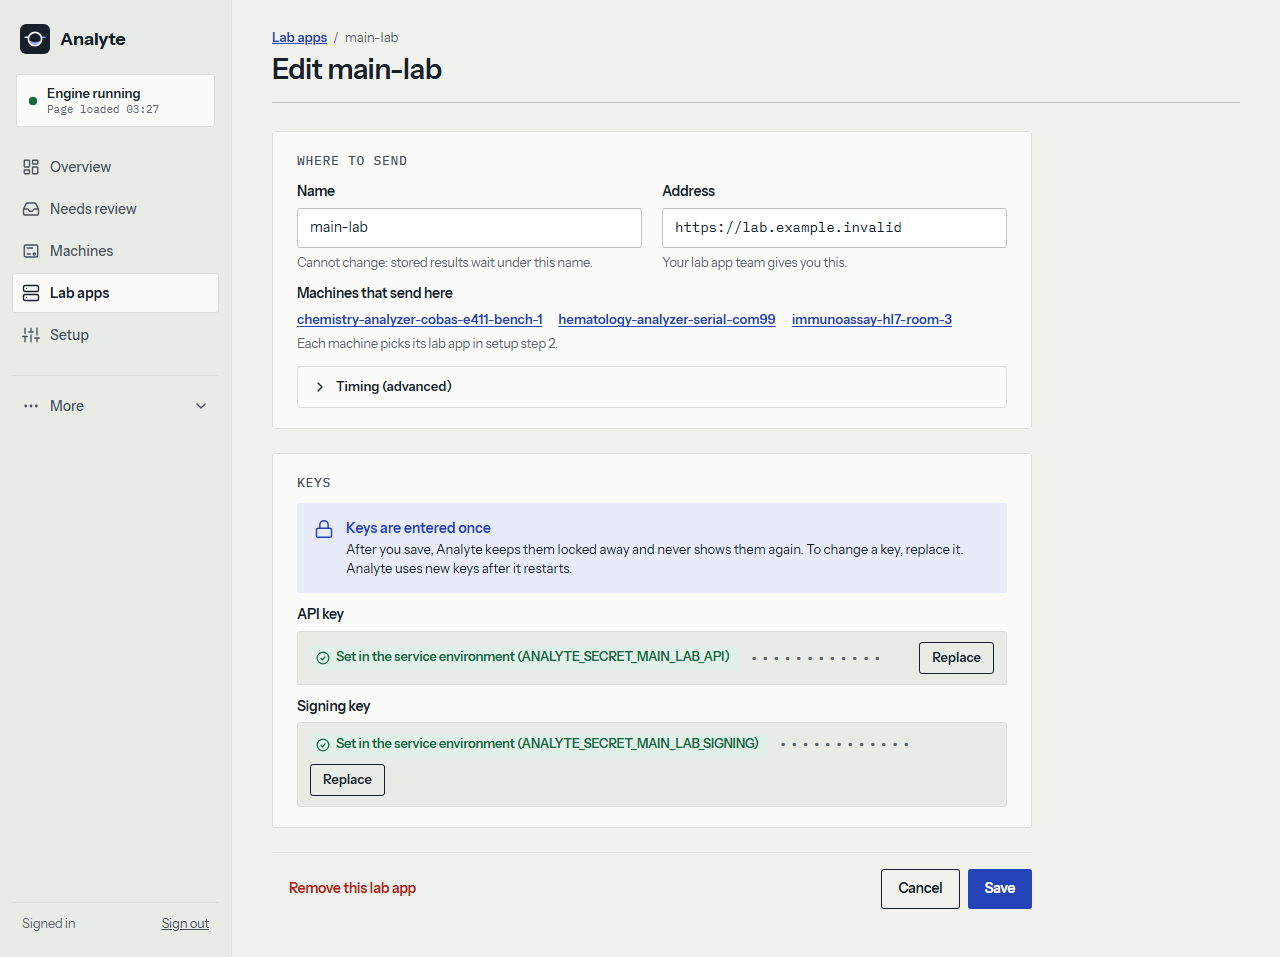 Analyte
Engine running
Page loaded 03:27
Overview
Needs review
Machines
Lab apps
Setup
More
Signed in
Sign out
Lab apps / main-lab
Edit main-lab
WHERE TO SEND
Name
Address
main-lab
https://lab.example.invalid
Cannot change: stored results wait under this name.
Your lab app team gives you this.
Machines that send here
chemistry-analyzer-cobas-e411-bench-1 hematology-analyzer-serial-com99 immunoassay-hl7-room-3
Each machine picks its lab app in setup step 2.
Timing (advanced)
KEYS
Keys are entered once
After you save, Analyte keeps them locked away and never shows them again. To change a key, replace it.
Analyte uses new keys after it restarts.
API key
Set in the service environment (ANALYTE_SECRET_MAIN_LAB_API) • • • • • • • • • • • • Replace
Signing key
Set in the service environment (ANALYTE_SECRET_MAIN_LAB_SIGNING) • • • • • • • • • • • •
Replace
Remove this lab app
Cancel
Save